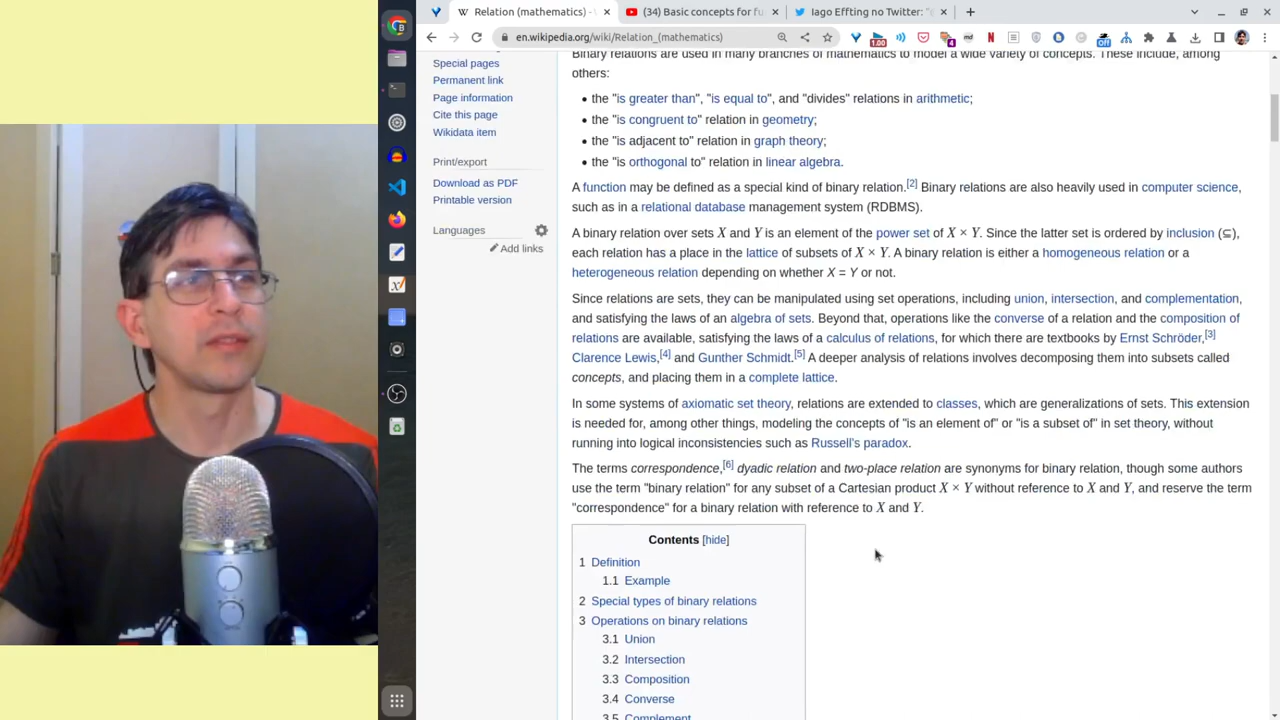 Relation (mathematics) -
(34) Basic concepts for fu
Iago Effting no Twitter: "
en.wikipedia.org/wiki/Relation_(mathematics)
1.00
4
md
N
off
Special pages
Permanent link
Page information
Cite this page
Wikidata item
Print/export
Download as PDF
Printable version
Languages
Add links
Binary relations are used in many branches of mathematics to model a wide variety of concepts. These include, among
others:
• the "is greater than", "is equal to", and "divides" relations in arithmetic;
• the "is congruent to" relation in geometry;
• the "is adjacent to" relation in graph theory;
• the "is orthogonal to" relation in linear algebra.
A function may be defined as a special kind of binary relation.[2] Binary relations are also heavily used in computer science,
such as in a relational database management system (RDBMS).
A binary relation over sets X and Y is an element of the power set of X × Y. Since the latter set is ordered by inclusion (⊆),
each relation has a place in the lattice of subsets of X × Y. A binary relation is either a homogeneous relation or a
heterogeneous relation depending on whether X = Y or not.
Since relations are sets, they can be manipulated using set operations, including union, intersection, and complementation,
and satisfying the laws of an algebra of sets. Beyond that, operations like the converse of a relation and the composition of
relations are available, satisfying the laws of a calculus of relations, for which there are textbooks by Ernst Schröder,[3]
Clarence Lewis,[4] and Gunther Schmidt.[5] A deeper analysis of relations involves decomposing them into subsets called
concepts, and placing them in a complete lattice.
In some systems of axiomatic set theory, relations are extended to classes, which are generalizations of sets. This extension
is needed for, among other things, modeling the concepts of "is an element of" or "is a subset of" in set theory, without
running into logical inconsistencies such as Russell's paradox.
The terms correspondence,[6] dyadic relation and two-place relation are synonyms for binary relation, though some authors
use the term "binary relation" for any subset of a Cartesian product X × Y without reference to X and Y, and reserve the term
"correspondence" for a binary relation with reference to X and Y.
Contents [hide]
1 Definition
1.1 Example
2 Special types of binary relations
3 Operations on binary relations
3.1 Union
3.2 Intersection
3.3 Composition
3.4 Converse
3.5 Complement